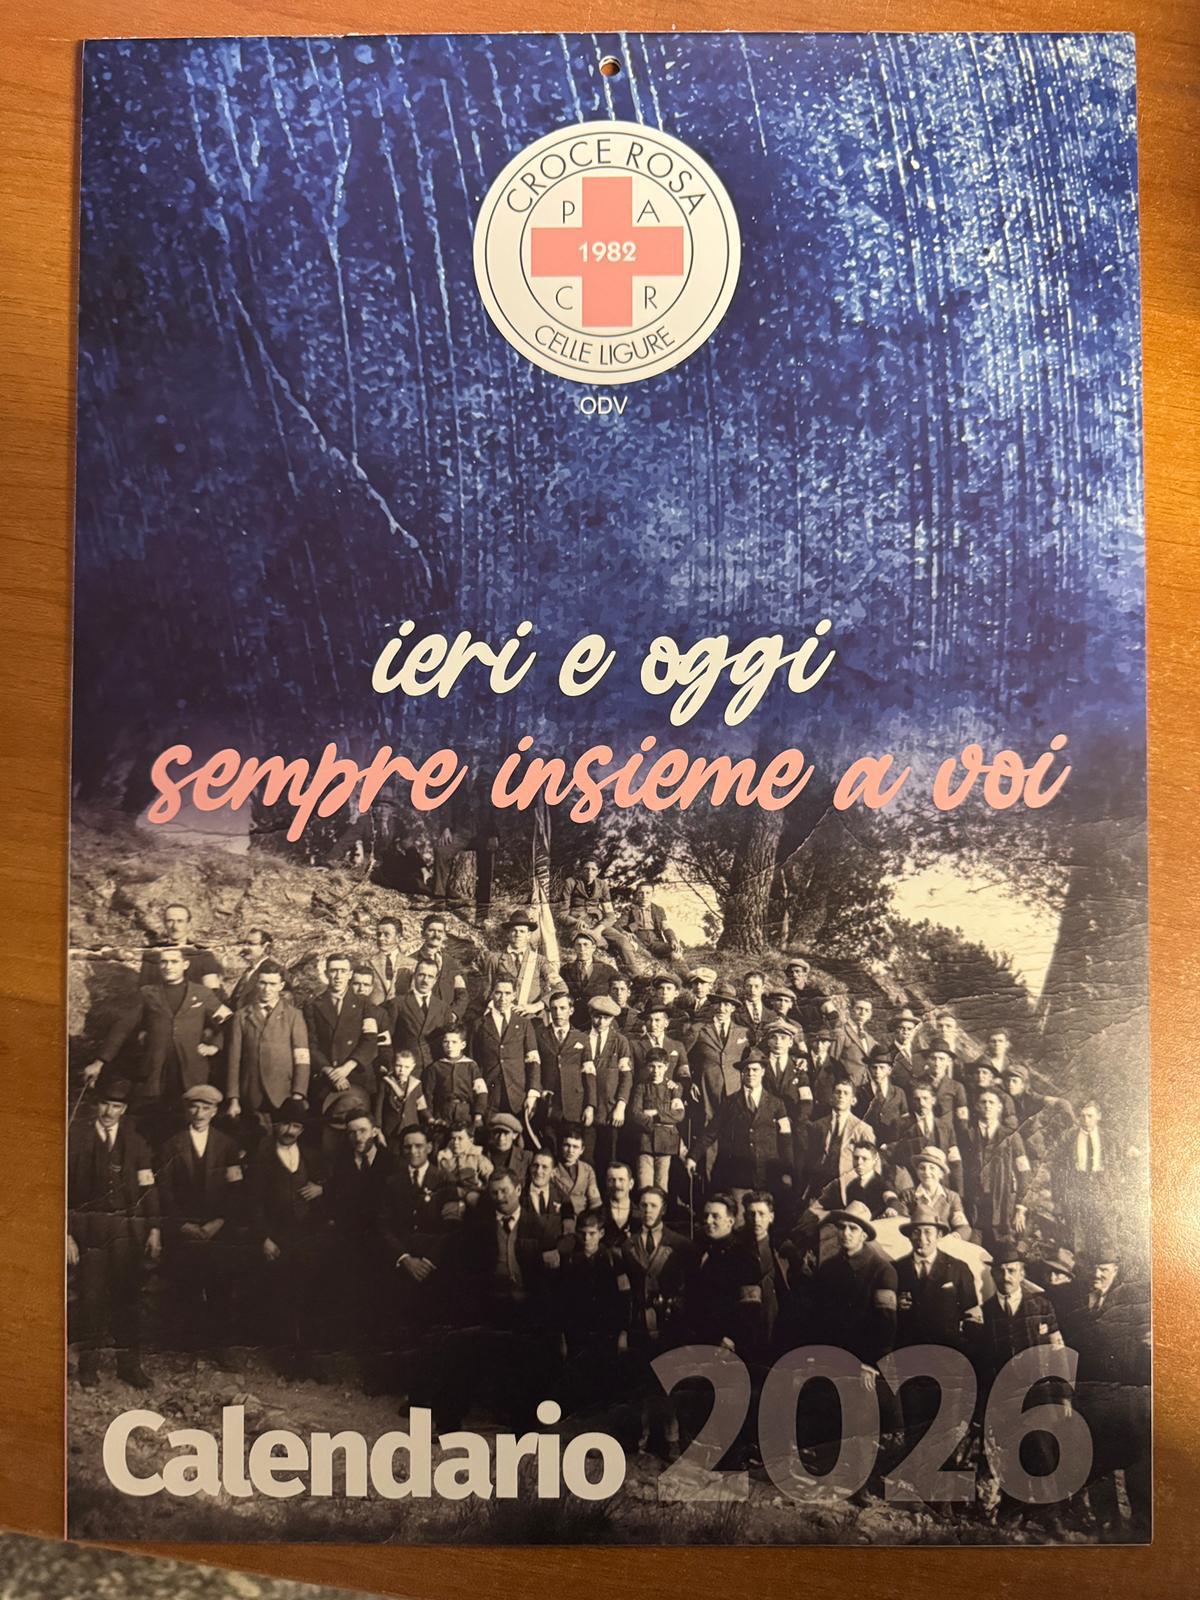 CROCE ROSA
P A
1982
C R
CELLE LIGURE
ODV
ieri e oggi
sempre insieme a voi
Calendario 2026